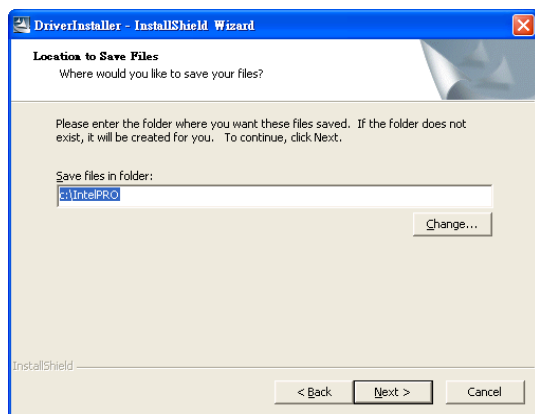 DriverInstaller - InstallShield Wizard
Location to Save Files
Where would you like to save your files?
Please enter the folder where you want these files saved.  If the folder does not
exist, it will be created for you.   To continue, click Next.
Save files in folder:
c:\IntelPRO
Change...
InstallShield
< Back
Next >
Cancel